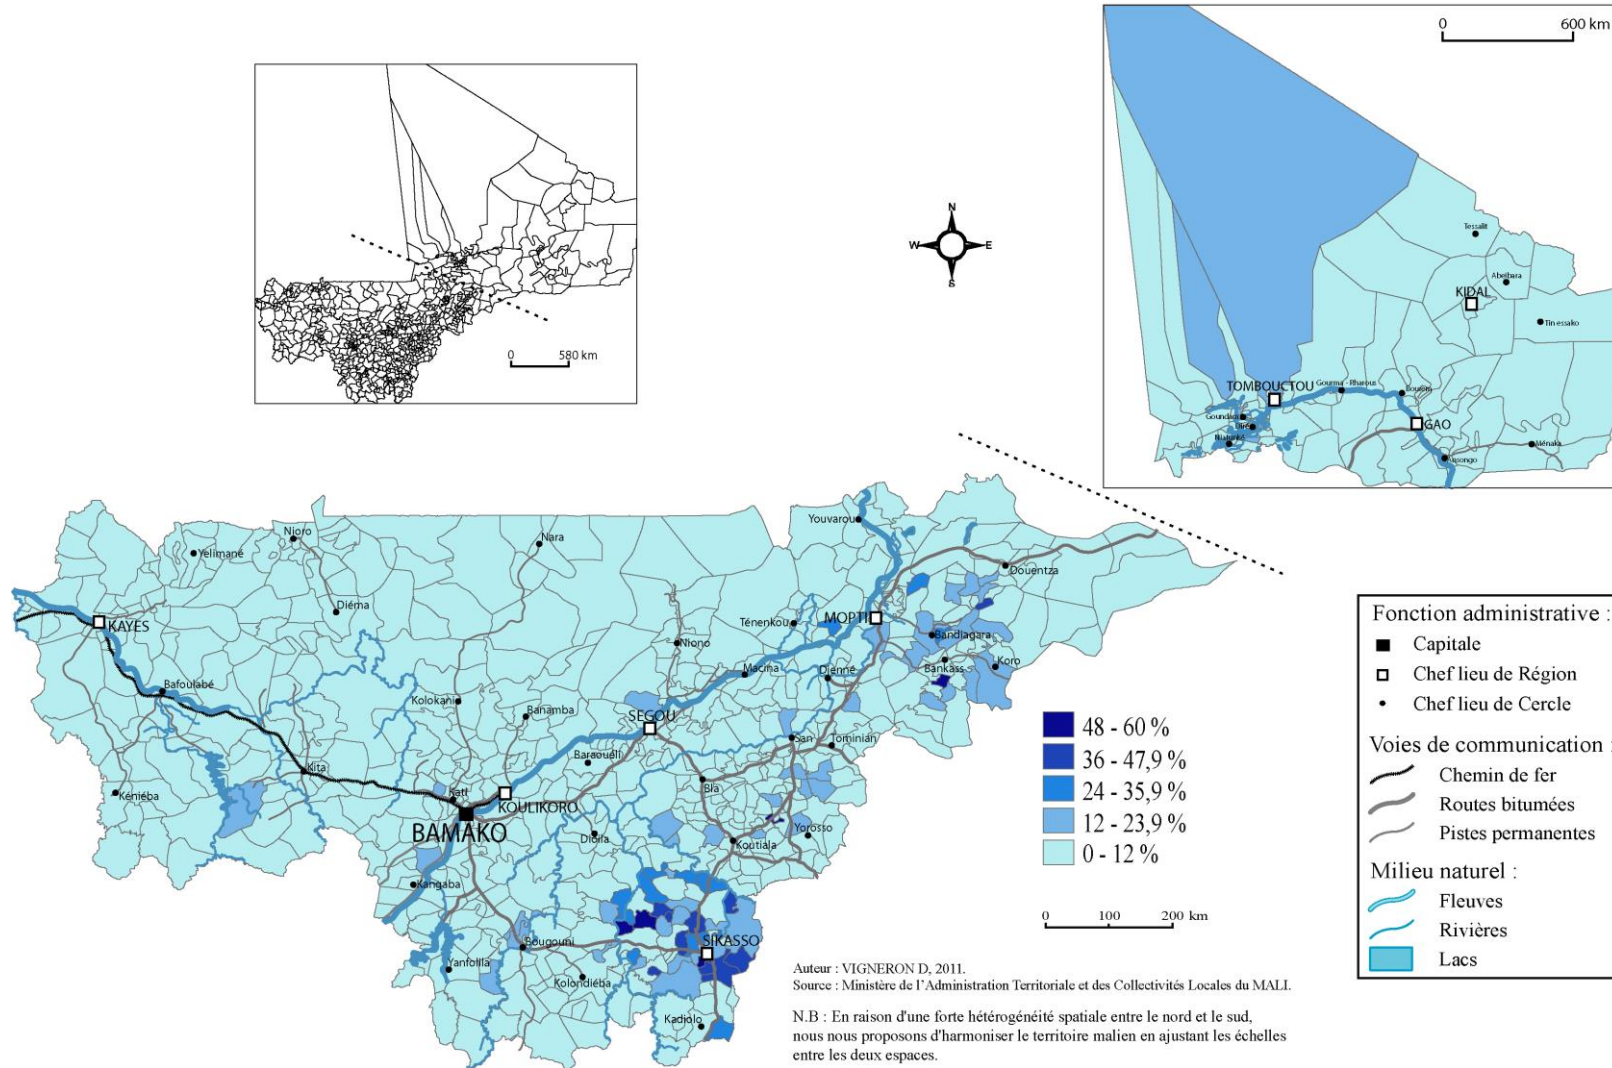 0 600 km
N
W E
S
0 580 km
Tessalit
Abeibara
KIDAL
Tin essako
TOMBOUCTOU
Gourma - Rharous
Bourem
Goundam
Diré
Niafunké
GAO
Ménaka
Ansongo
Youvarou
Nioro
Nara
Yelimané
Douentza
Diéma
KAYES
Ténenkou
MOPTI
Bandiagara
Niono
Bankass
Koro
Macina
Djenné
Bafoulabé
Kolokani
Banamba
SEGOU
San
Tominian
Baraouéli
Kita
Bla
Kéniéba
Kati
KOULIKORO
BAMAKO
Dioila
Koutiala
Yorosso
Kangaba
Bougouni
SIKASSO
Yanfolila
Kolondiéba
Kadiolo
48 - 60 %
36 - 47,9 %
24 - 35,9 %
12 - 23,9 %
0 - 12 %
0 100 200 km
Fonction administrative :
Capitale
Chef lieu de Région
Chef lieu de Cercle
Voies de communication :
Chemin de fer
Routes bitumées
Pistes permanentes
Milieu naturel :
Fleuves
Rivières
Lacs
Auteur : VIGNERON D, 2011.
Source : Ministère de l'Administration Territoriale et des Collectivités Locales du MALI.
N.B : En raison d'une forte hétérogénéité spatiale entre le nord et le sud,
nous nous proposons d'harmoniser le territoire malien en ajustant les échelles
entre les deux espaces.